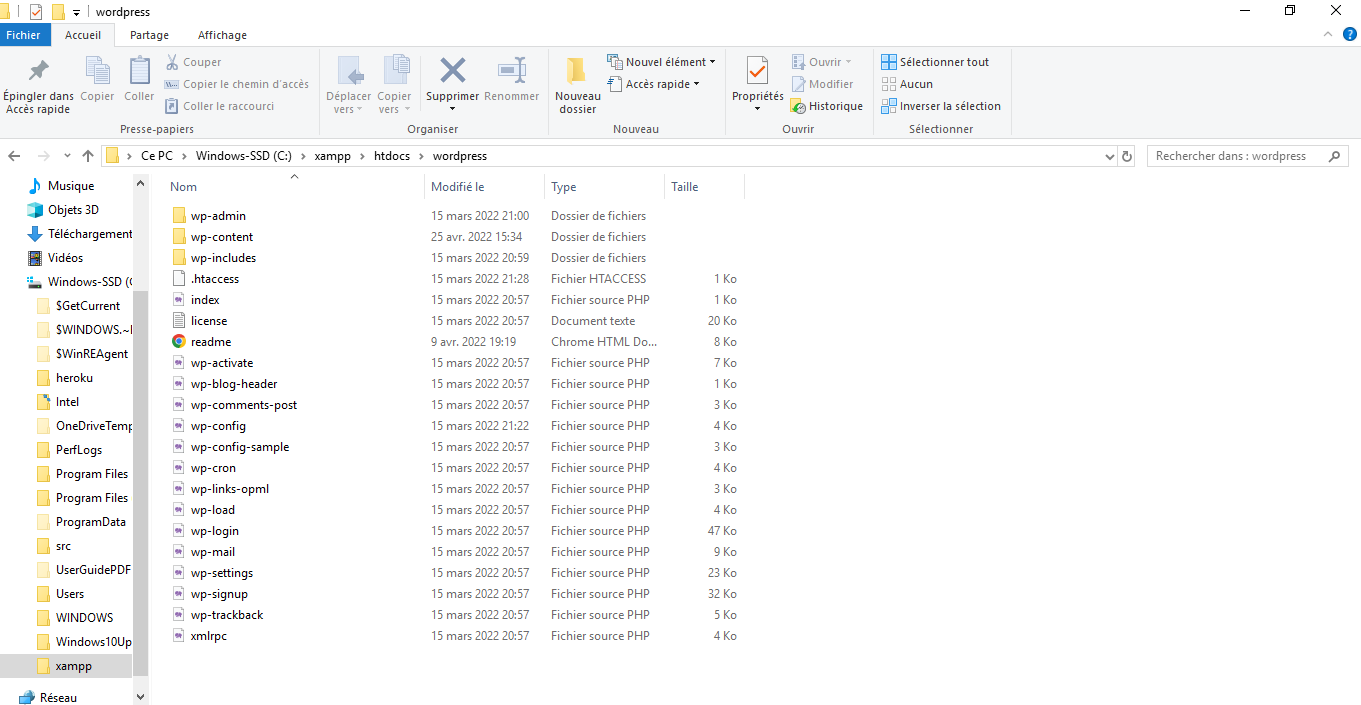 wordpress
Fichier Accueil Partage Affichage
Épingler dans Accès rapide
Copier
Coller
Couper
Copier le chemin d'accès
Coller le raccourci
Presse-papiers
Déplacer vers
Copier vers
Supprimer
Renommer
Organiser
Nouveau dossier
Nouvel élément
Accès rapide
Nouveau
Propriétés
Ouvrir
Modifier
Historique
Ouvrir
Sélectionner tout
Aucun
Inverser la sélection
Sélectionner
Ce PC Windows-SSD (C:) xampp htdocs wordpress
Rechercher dans : wordpress
Musique
Objets 3D
Téléchargement
Vidéos
Windows-SSD (C
$GetCurrent
$WINDOWS.~
$WinREAgent
heroku
Intel
OneDriveTemp
PerfLogs
Program Files
Program Files
ProgramData
src
UserGuidePDF
Users
WINDOWS
Windows10Up
xampp
Réseau
Nom Modifié le Type Taille
wp-admin 15 mars 2022 21:00 Dossier de fichiers
wp-content 25 avr. 2022 15:34 Dossier de fichiers
wp-includes 15 mars 2022 20:59 Dossier de fichiers
.htaccess 15 mars 2022 21:28 Fichier HTACCESS 1 Ko
index 15 mars 2022 20:57 Fichier source PHP 1 Ko
license 15 mars 2022 20:57 Document texte 20 Ko
readme 9 avr. 2022 19:19 Chrome HTML Do... 8 Ko
wp-activate 15 mars 2022 20:57 Fichier source PHP 7 Ko
wp-blog-header 15 mars 2022 20:57 Fichier source PHP 1 Ko
wp-comments-post 15 mars 2022 20:57 Fichier source PHP 3 Ko
wp-config 15 mars 2022 21:22 Fichier source PHP 4 Ko
wp-config-sample 15 mars 2022 20:57 Fichier source PHP 3 Ko
wp-cron 15 mars 2022 20:57 Fichier source PHP 4 Ko
wp-links-opml 15 mars 2022 20:57 Fichier source PHP 3 Ko
wp-load 15 mars 2022 20:57 Fichier source PHP 4 Ko
wp-login 15 mars 2022 20:57 Fichier source PHP 47 Ko
wp-mail 15 mars 2022 20:57 Fichier source PHP 9 Ko
wp-settings 15 mars 2022 20:57 Fichier source PHP 23 Ko
wp-signup 15 mars 2022 20:57 Fichier source PHP 32 Ko
wp-trackback 15 mars 2022 20:57 Fichier source PHP 5 Ko
xmlrpc 15 mars 2022 20:57 Fichier source PHP 4 Ko